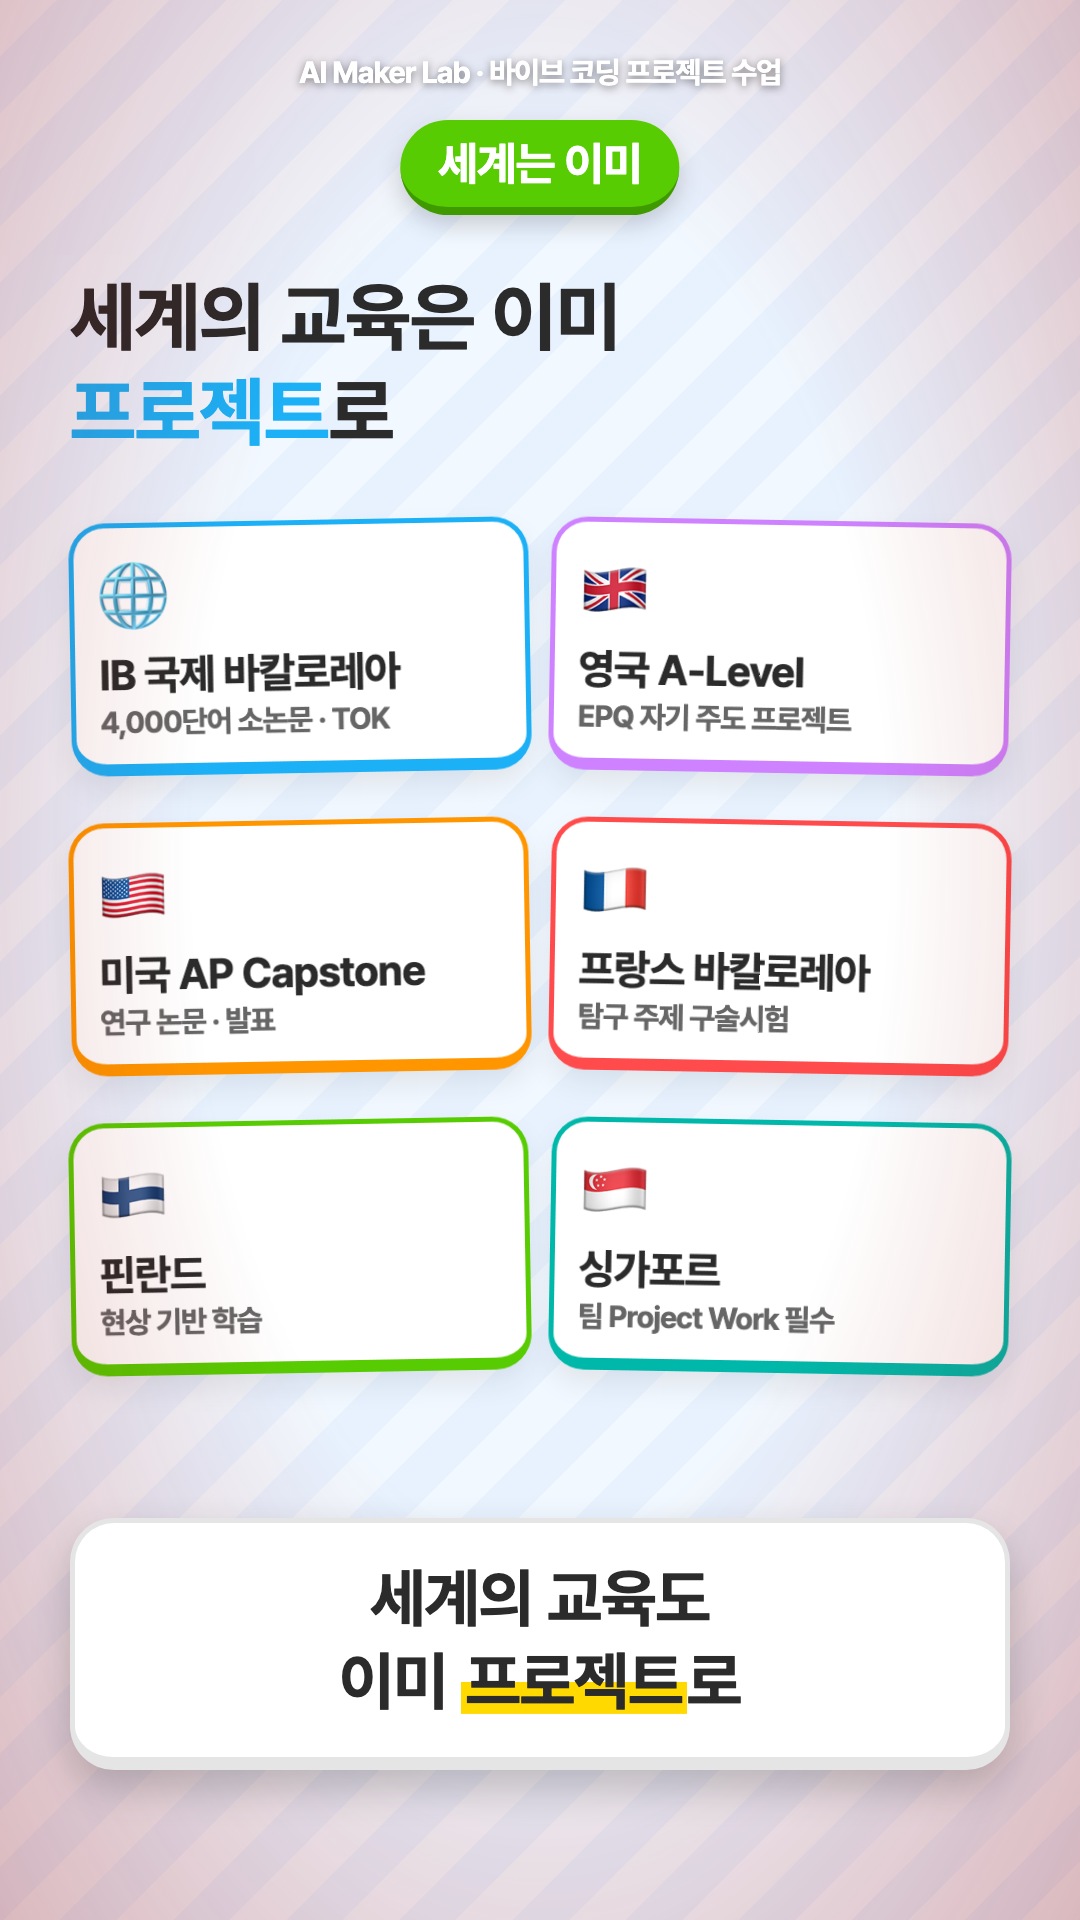 AI Maker Lab · 바이브 코딩 프로젝트 수업
세계는 이미
세계의 교육은 이미
프로젝트로
IB 국제 바칼로레아
4,000단어 소논문 · TOK
영국 A-Level
EPQ 자기 주도 프로젝트
미국 AP Capstone
연구 논문 · 발표
프랑스 바칼로레아
탐구 주제 구술시험
핀란드
현상 기반 학습
싱가포르
팀 Project Work 필수
세계의 교육도
이미 프로젝트로